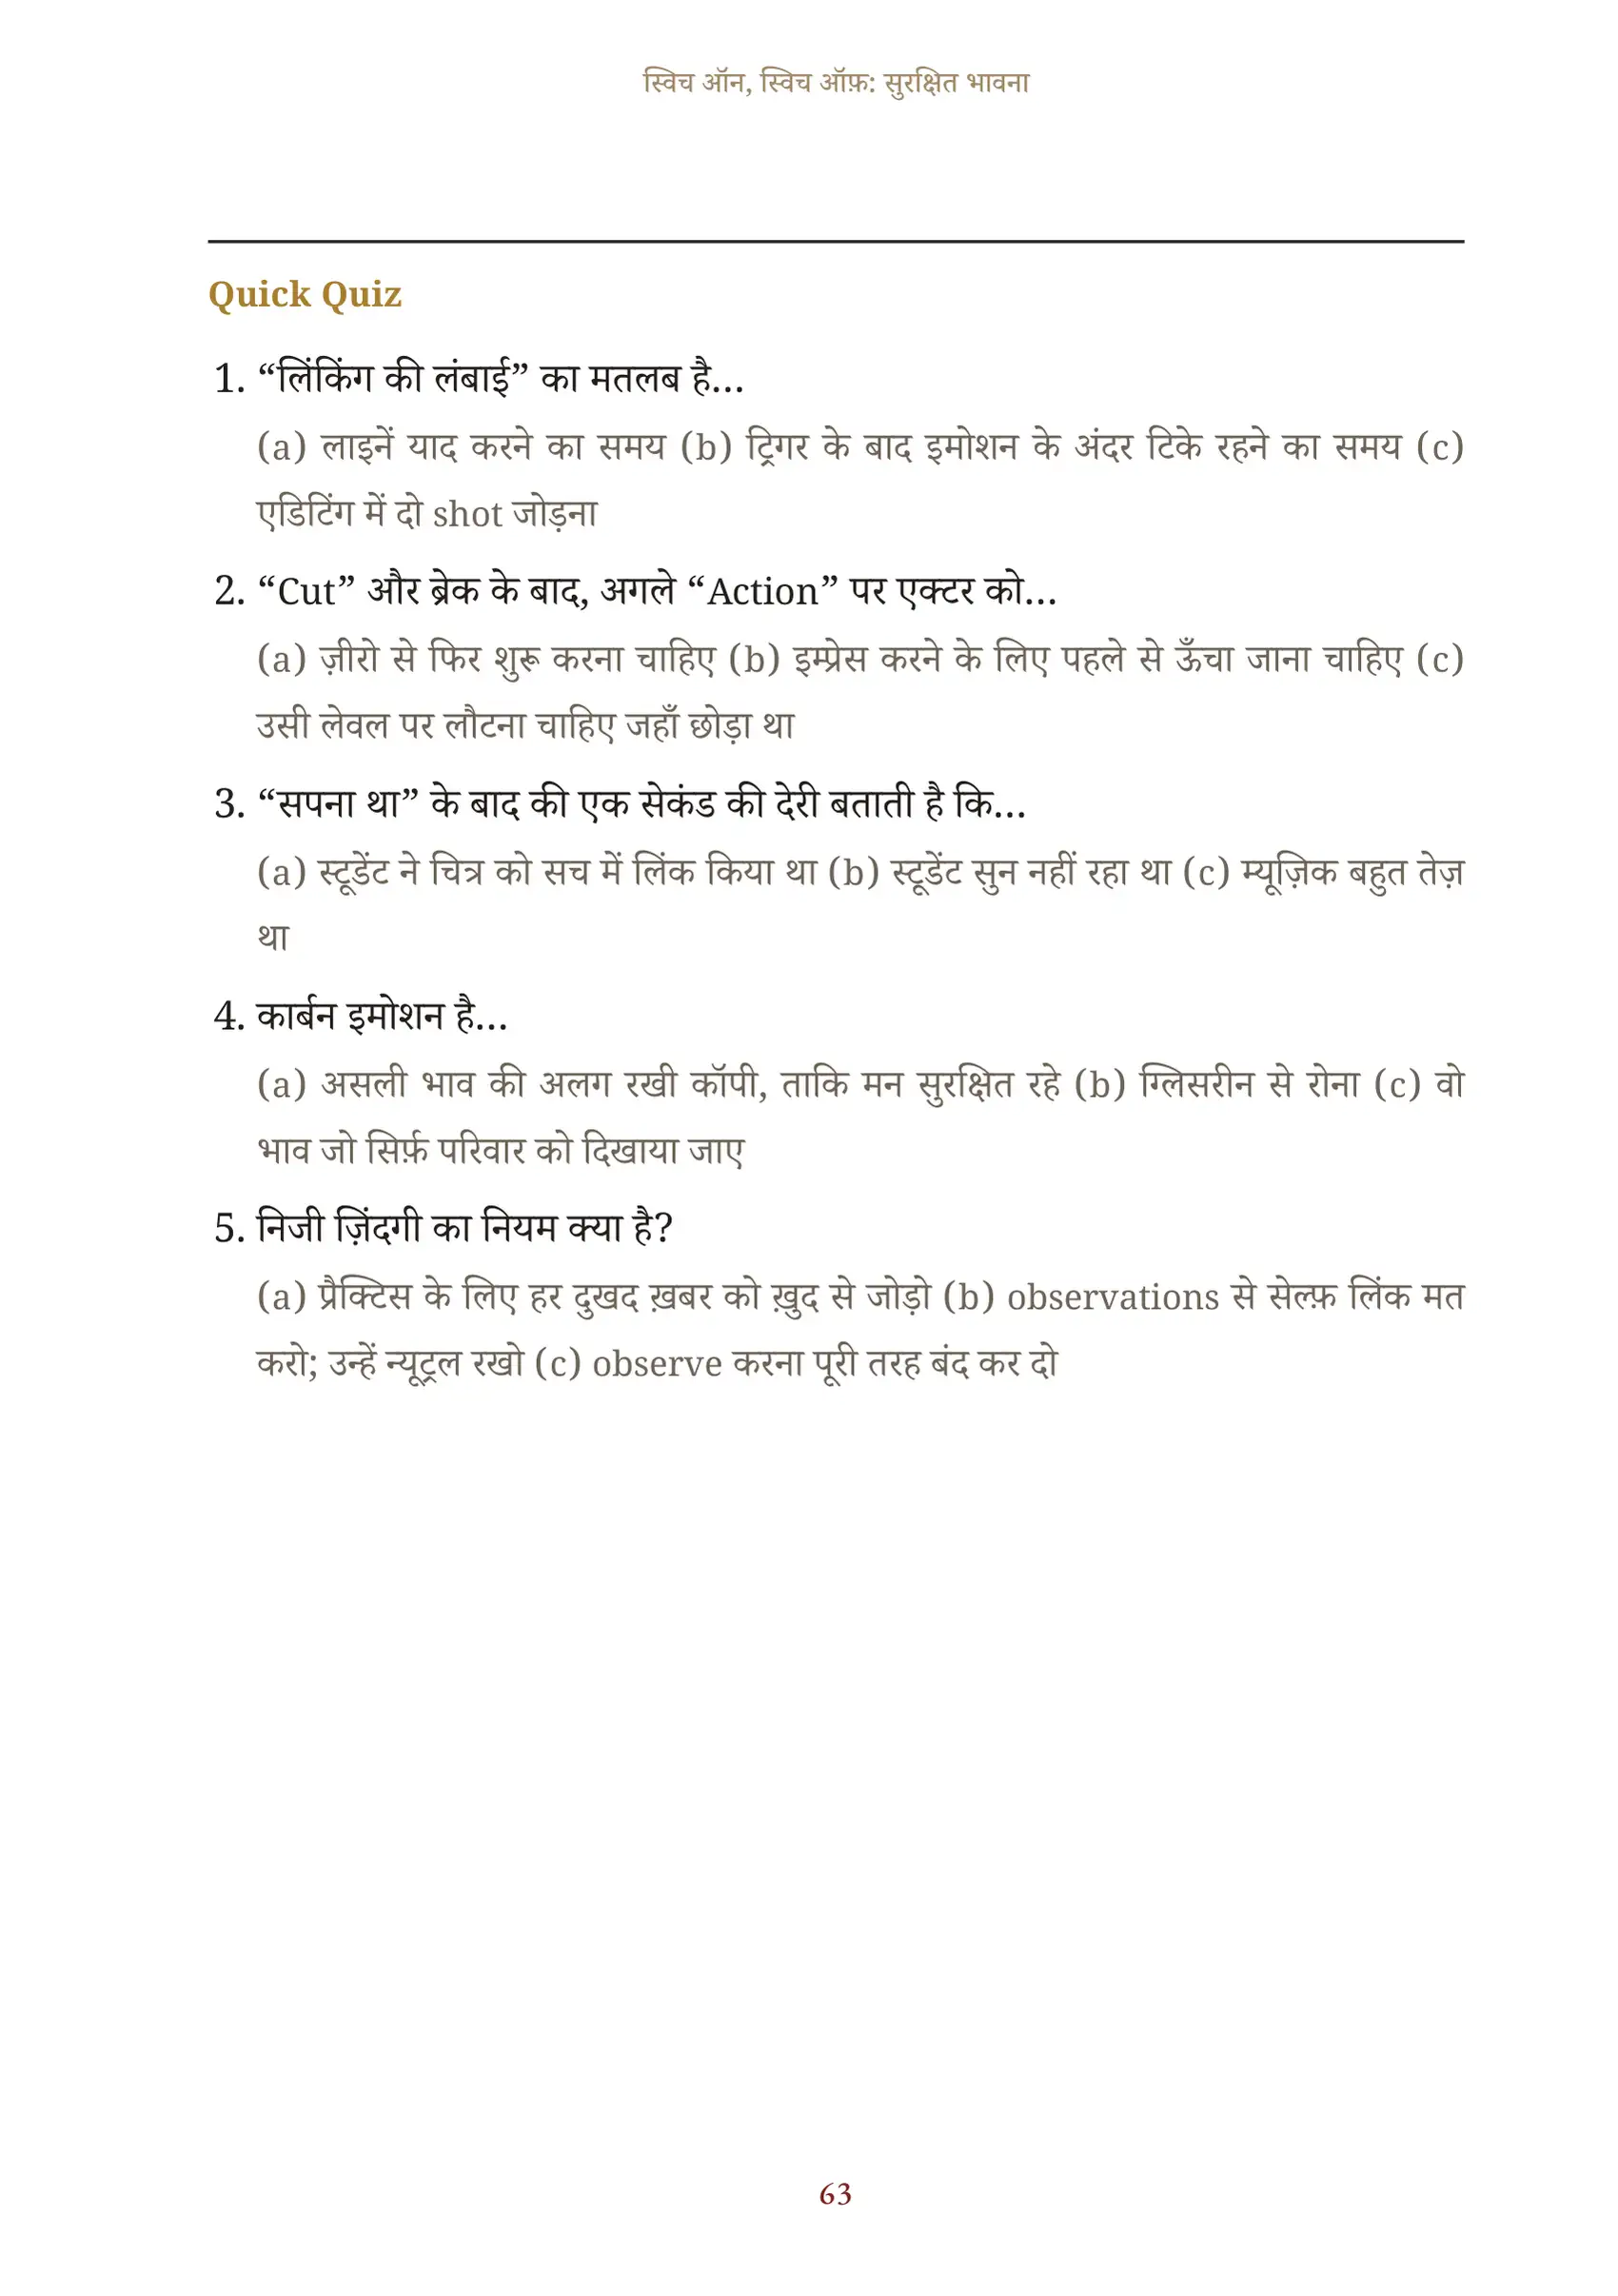 स्विच ऑन, स्विच ऑफ़: सुरक्षित भावना
Quick Quiz
1. “लिंकिंग की लंबाई” का मतलब है...
(a) लाइनें याद करने का समय (b) ट्रिगर के बाद इमोशन के अंदर टिके रहने का समय (c)
एडिटिंग में दो shot जोड़ना
2. “Cut” और ब्रेक के बाद, अगले “Action” पर एक्टर को...
(a) ज़ीरो से फिर शुरू करना चाहिए (b) इम्प्रेस करने के लिए पहले से ऊँचा जाना चाहिए (c)
उसी लेवल पर लौटना चाहिए जहाँ छोड़ा था
3. “सपना था” के बाद की एक सेकंड की देरी बताती है कि...
(a) स्टूडेंट ने चित्र को सच में लिंक किया था (b) स्टूडेंट सुन नहीं रहा था (c) म्यूज़िक बहुत तेज़
था
4. कार्बन इमोशन है...
(a) असली भाव की अलग रखी कॉपी, ताकि मन सुरक्षित रहे (b) ग्लिसरीन से रोना (c) वो
भाव जो सिर्फ़ परिवार को दिखाया जाए
5. निजी ज़िंदगी का नियम क्या है?
(a) प्रैक्टिस के लिए हर दुखद ख़बर को ख़ुद से जोड़ो (b) observations से सेल्फ़ लिंक मत
करो; उन्हें न्यूट्रल रखो (c) observe करना पूरी तरह बंद कर दो
63